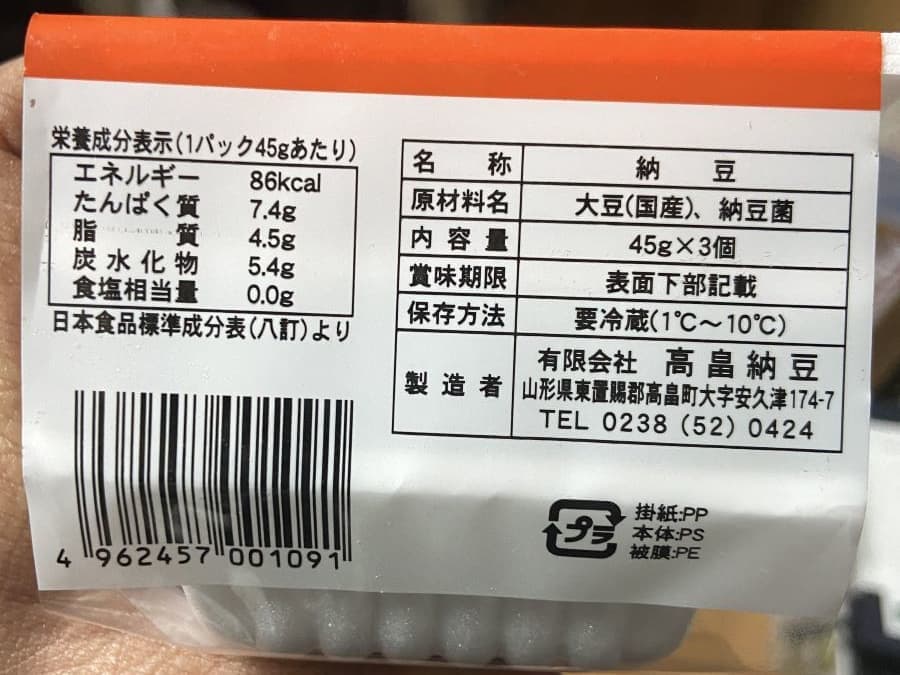 栄養成分表示(1パック45gあたり)
エネルギー 86kcal
たんぱく質 7.4g
脂質 4.5g
炭水化物 5.4g
食塩相当量 0.0g
日本食品標準成分表(八訂)より
名称 納豆
原材料名 大豆(国産)、納豆菌
内容量 45g×3個
賞味期限 表面下部記載
保存方法 要冷蔵(1℃～10℃)
製造者 有限会社 高畠納豆
山形県東置賜郡高畠町大字安久津174-7
TEL 0238 (52) 0424
4 962457 001091
プラ
掛紙:PP
本体:PS
被膜:PE